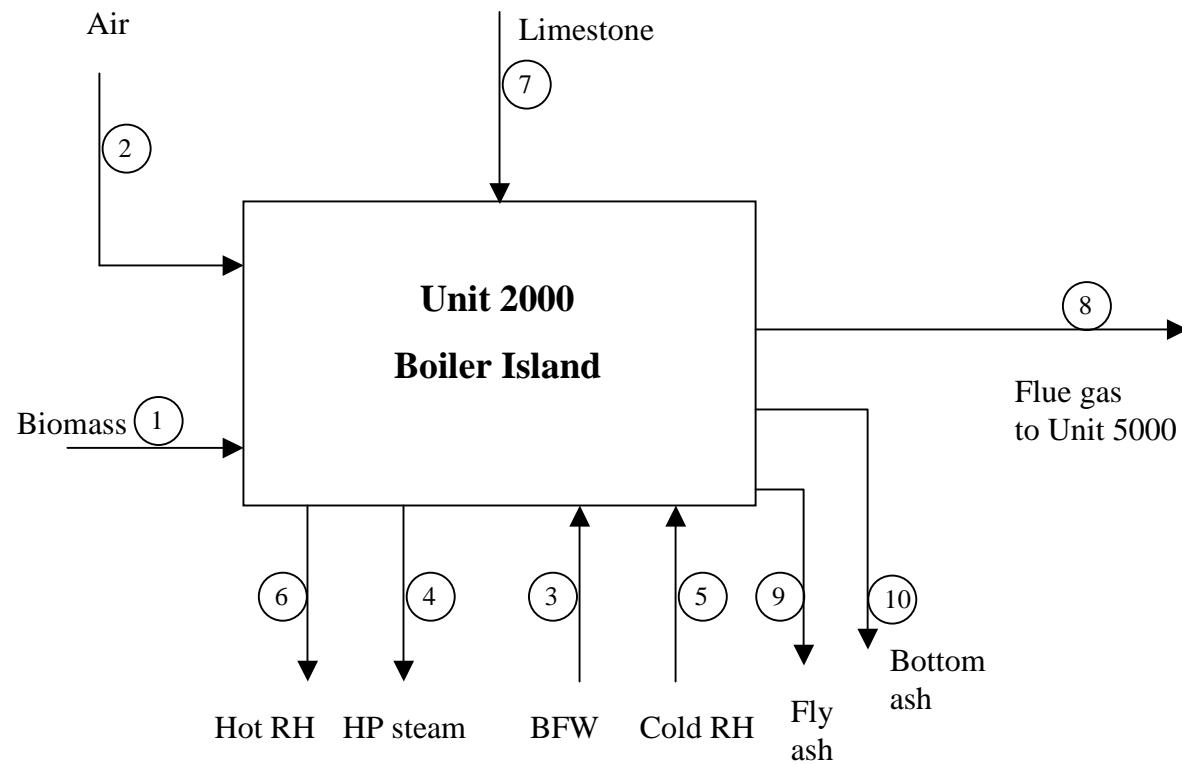 Air
Limestone
7
2
Unit 2000
Boiler Island
8
Flue gas
to Unit 5000
Biomass 1
6
4
3
5
9
10
Hot RH
HP steam
BFW
Cold RH
Fly
ash
Bottom
ash